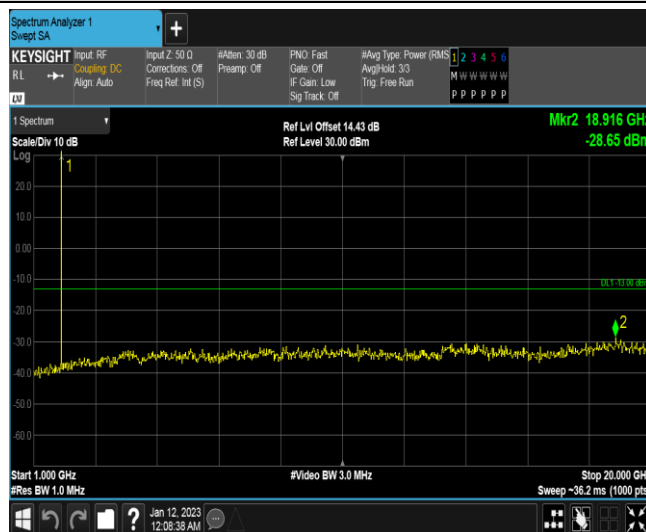 Spectrum Analyzer 1
Swept SA
+
KEYSIGHT Input: RF Input Z: 50 Ω #Atten: 30 dB PNO: Fast #Avg Type: Power (RMS 1 2 3 4 5 6
RL Coupling: DC Corrections: Off Preamp: Off Gate: Off Avg|Hold: 3/3 M W W W W W
Align: Auto Freq Ref: Int (S) IF Gain: Low Trig: Free Run
Sig Track: Off P P P P P P
LXI
1 Spectrum Ref Lvl Offset 14.43 dB Mkr2 18.916 GHz
Scale/Div 10 dB Ref Level 30.00 dBm -28.65 dBm
Log
1
20.0
10.0
0.00
-10.0
DL1 -13.00 dBm
-20.0
2
-30.0
-40.0
-50.0
-60.0
Start 1.000 GHz #Video BW 3.0 MHz Stop 20.000 GHz
#Res BW 1.0 MHz Sweep ~36.2 ms (1000 pts
? Jan 12, 2023
12:08:38 AM